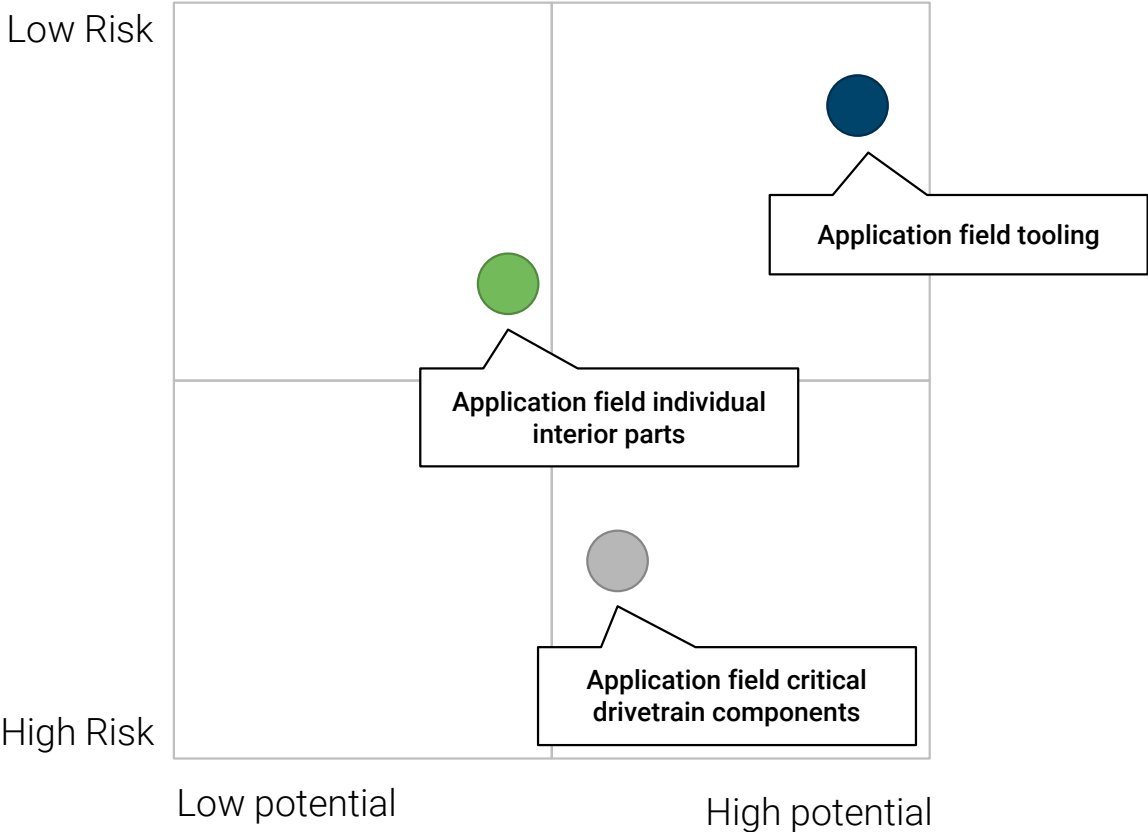 Low Risk
Application field tooling
Application field individual
interior parts
Application field critical
drivetrain components
High Risk
Low potential
High potential